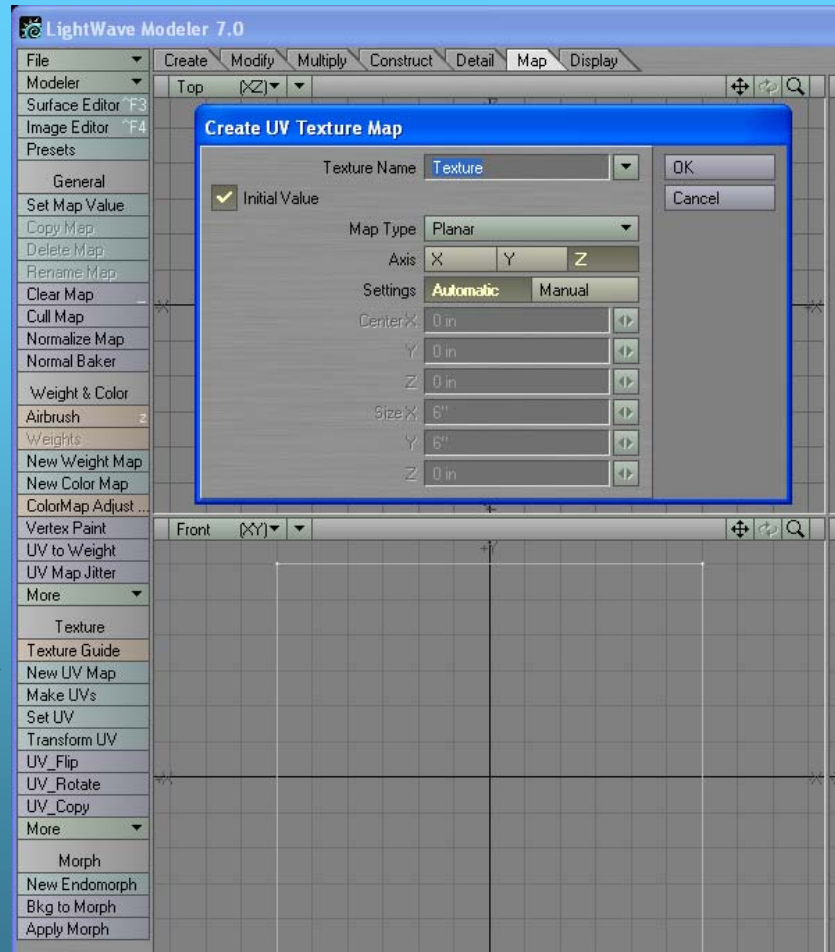 LightWave Modeler 7.0
File
Modeler
Surface Editor ^F3
Image Editor ^F4
Presets
General
Set Map Value
Copy Map
Delete Map
Rename Map
Clear Map _
Cull Map
Normalize Map
Normal Baker
Weight & Color
Airbrush z
Weights
New Weight Map
New Color Map
ColorMap Adjust ...
Vertex Paint
UV to Weight
UV Map Jitter
More
Texture
Texture Guide
New UV Map
Make UVs
Set UV
Transform UV
UV_Flip
UV_Rotate
UV_Copy
More
Morph
New Endomorph
Bkg to Morph
Apply Morph
Create Modify Multiply Construct Detail Map Display
Top (XZ)
Create UV Texture Map
Texture Name Texture
OK
Initial Value
Cancel
Map Type Planar
Axis X Y Z
Settings Automatic Manual
Center X 0 in
Y 0 in
Z 0 in
Size X 6"
Y 6"
Z 0 in
-X +X
Front (XY)
+Y
-X